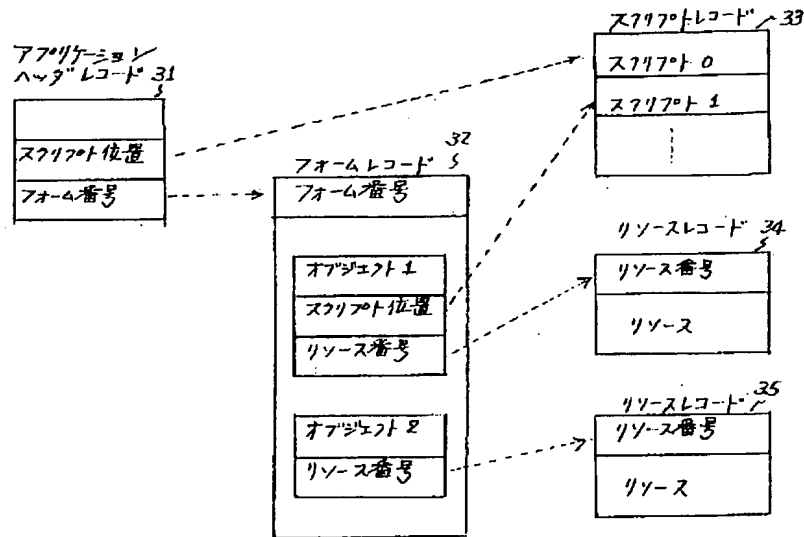 アプリケーション
ヘッダレコード 31
スクリプト位置
フォーム番号
フォームレコード 32
フォーム番号
オブジェクト 1
スクリプト位置
リソース番号
オブジェクト 2
リソース番号
スクリプトレコード 33
スクリプト 0
スクリプト 1
リソースレコード 34
リソース番号
リソース
リソースレコード 35
リソース番号
リソース